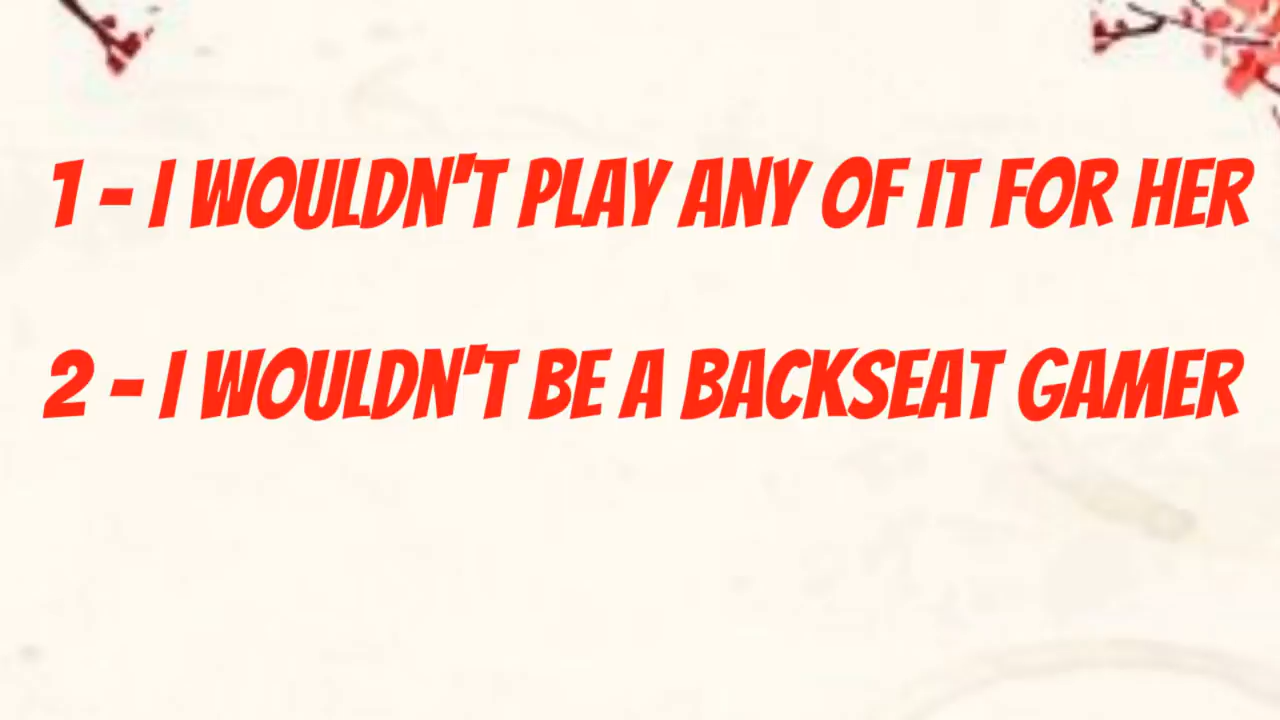 1 - I WOULDN'T PLAY ANY OF IT FOR HER
2 - I WOULDN'T BE A BACKSEAT GAMER